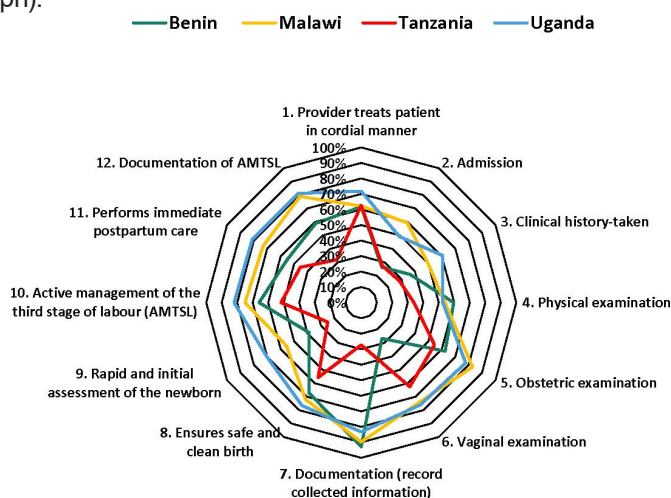 ph).
Benin Malawi Tanzania Uganda
1. Provider treats patient
in cordial manner
100%
90%
80%
70%
60%
50%
40%
30%
20%
10%
0%
2. Admission
3. Clinical history-taken
4. Physical examination
5. Obstetric examination
6. Vaginal examination
7. Documentation (record
collected information)
8. Ensures safe and
clean birth
9. Rapid and initial
assessment of the newborn
10. Active management of the
third stage of labour (AMTSL)
11. Performs immediate
postpartum care
12. Documentation of AMTSL